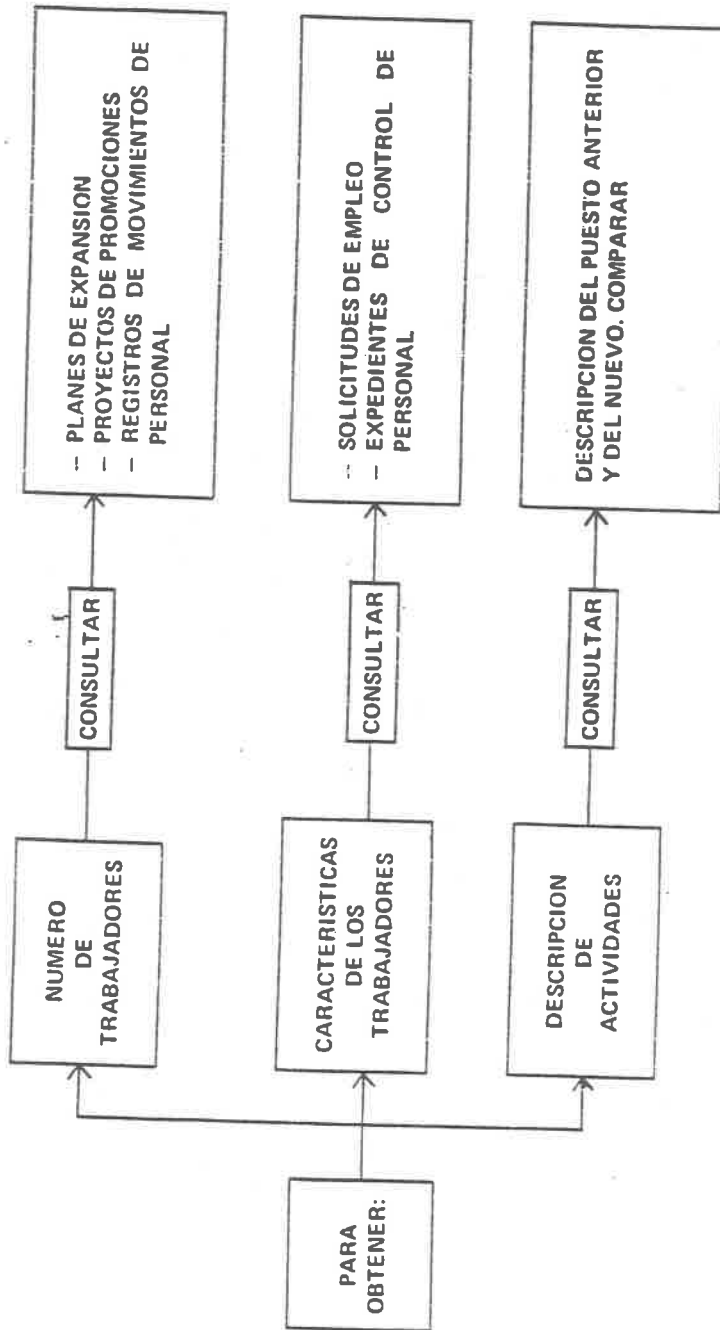 PARA
OBTENER:
NUMERO
DE
TRABAJADORES
CONSULTAR
-- PLANES DE EXPANSION
– PROYECTOS DE PROMOCIONES
– REGISTROS DE MOVIMIENTOS DE
PERSONAL
CARACTERISTICAS
DE LOS
TRABAJADORES
CONSULTAR
-- SOLICITUDES DE EMPLEO
– EXPEDIENTES DE CONTROL DE
PERSONAL
DESCRIPCION
DE
ACTIVIDADES
CONSULTAR
DESCRIPCION DEL PUESTO ANTERIOR
Y DEL NUEVO. COMPARAR